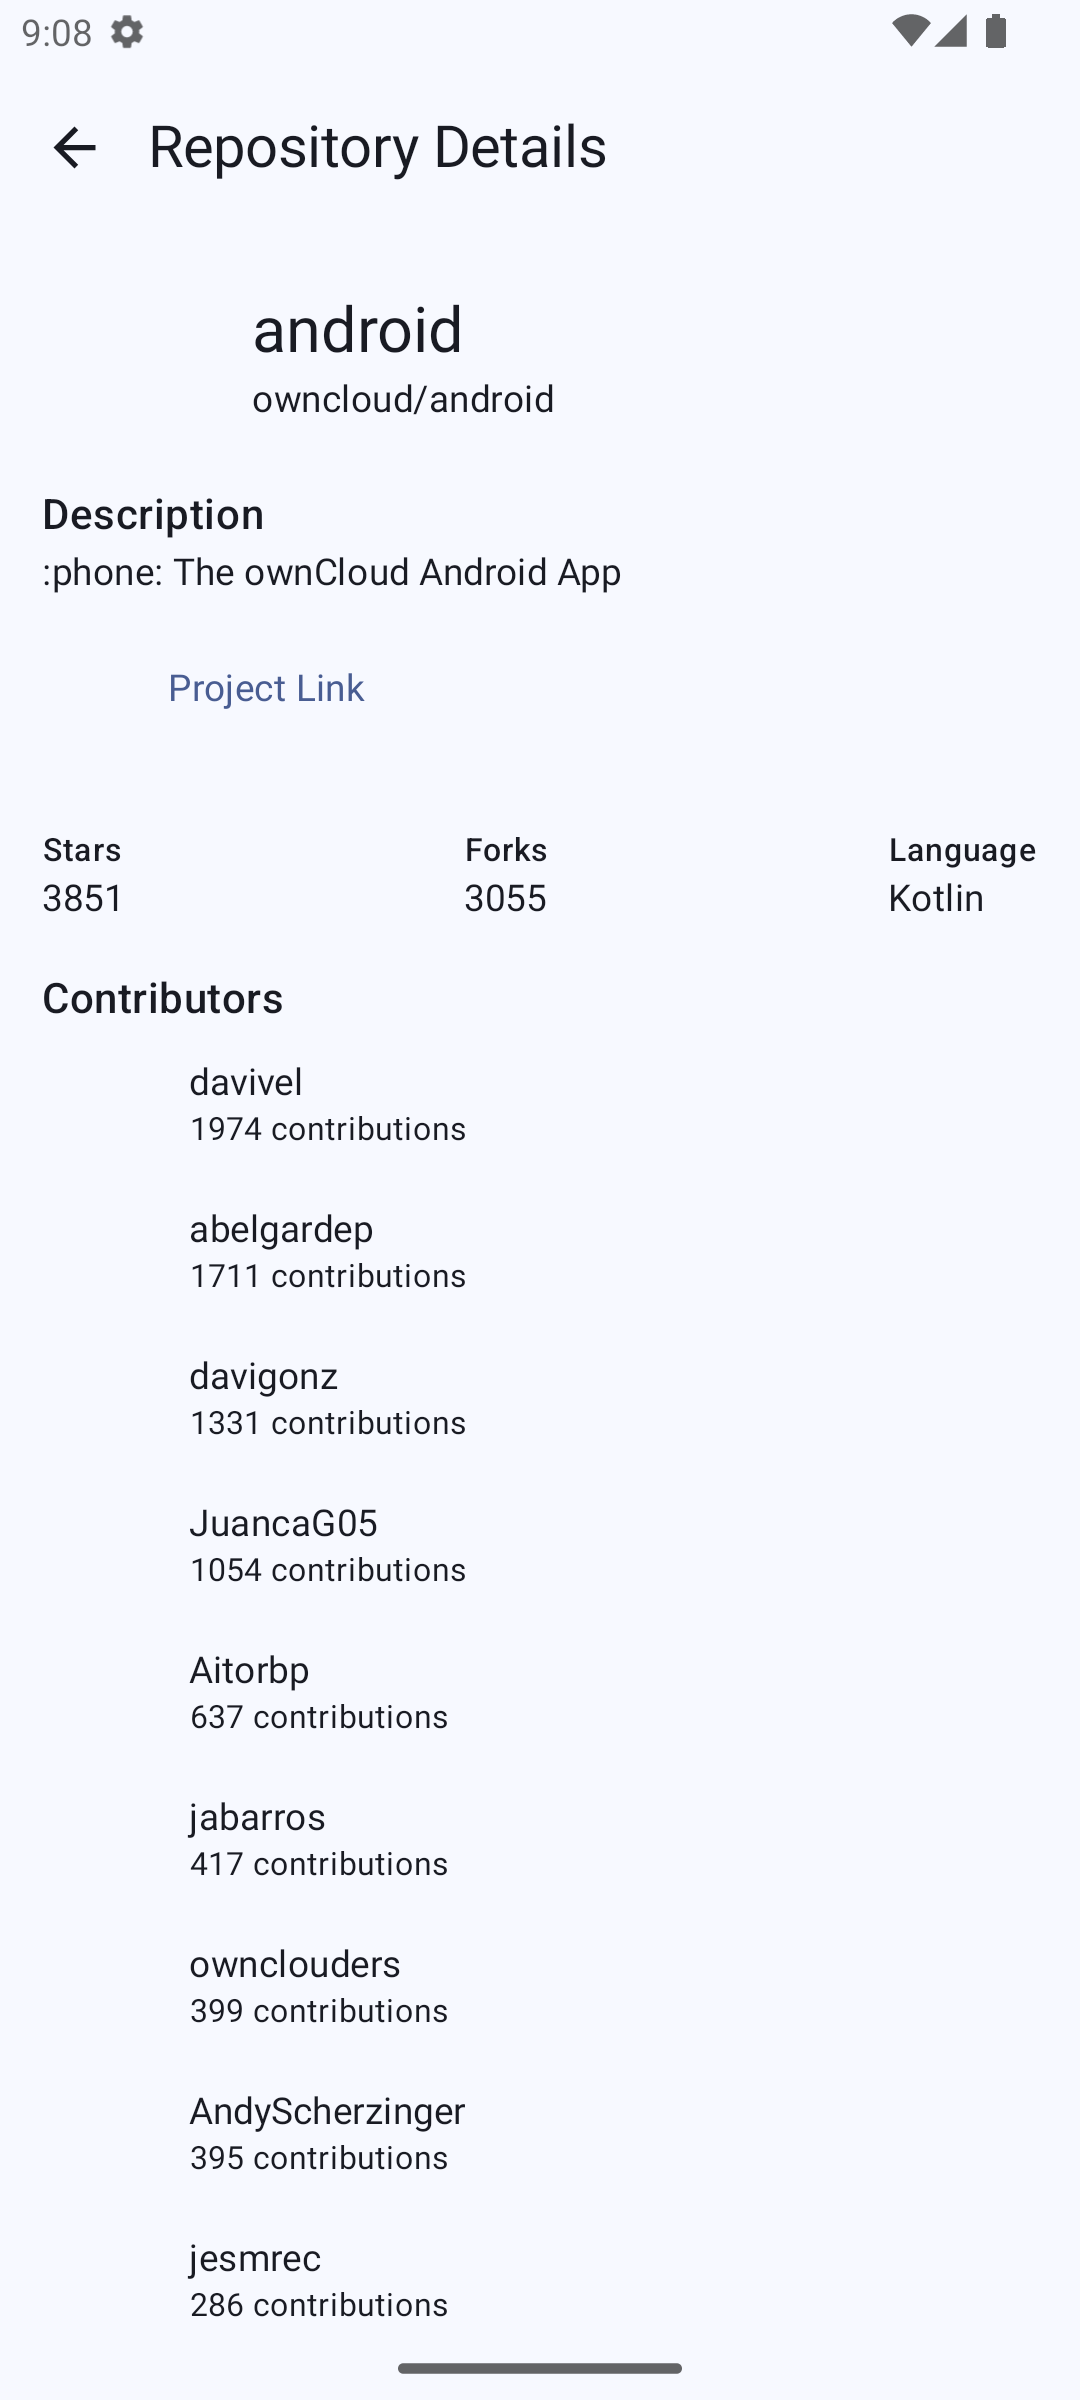 9:08
Repository Details
android
owncloud/android
Description
:phone: The ownCloud Android App
Project Link
Stars Forks Language
3851 3055 Kotlin
Contributors
davivel
1974 contributions
abelgardep
1711 contributions
davigonz
1331 contributions
JuancaG05
1054 contributions
Aitorbp
637 contributions
jabarros
417 contributions
ownclouders
399 contributions
AndyScherzinger
395 contributions
jesmrec
286 contributions